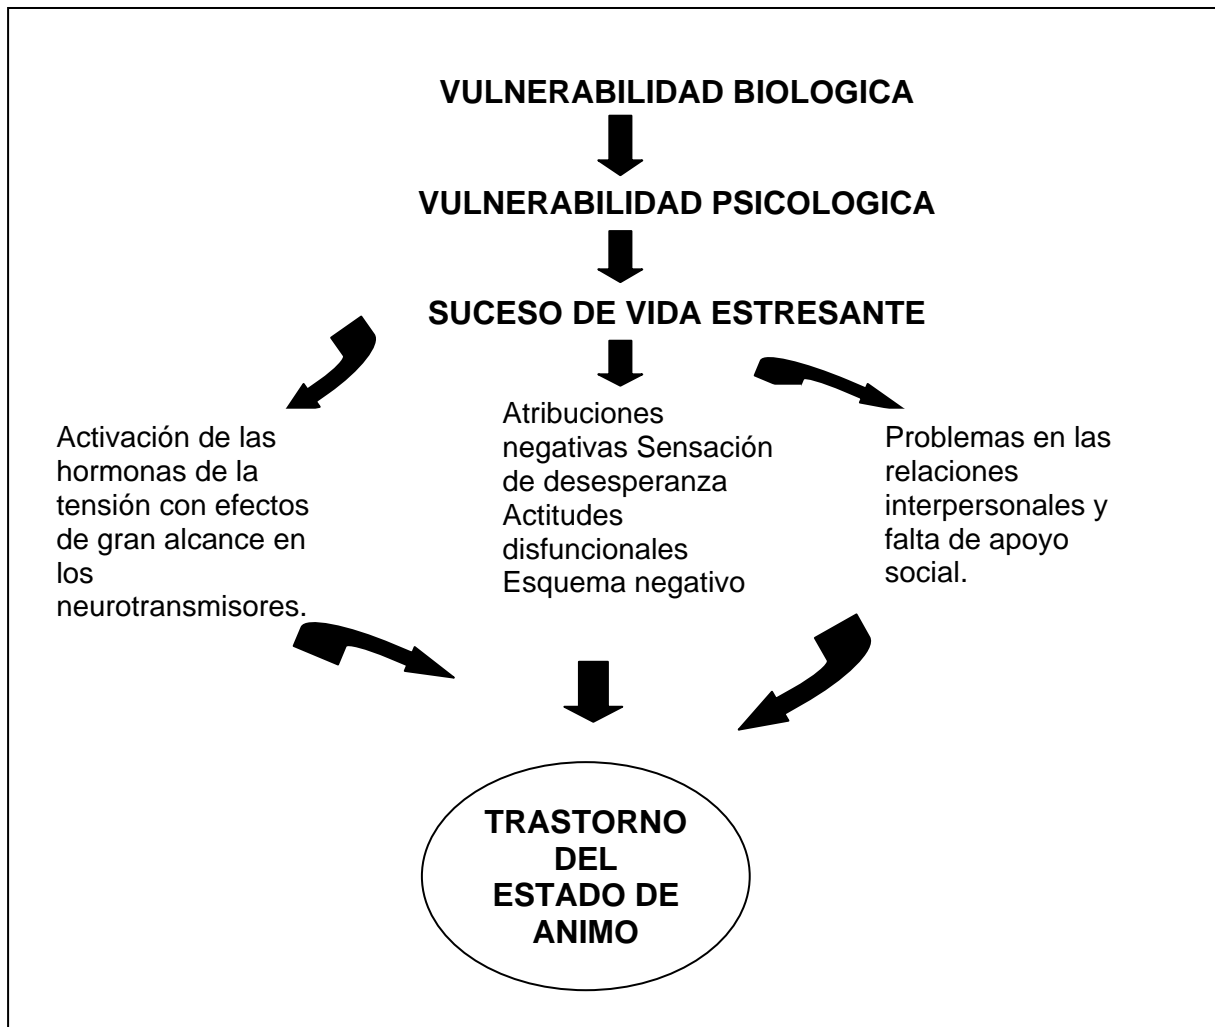 VULNERABILIDAD BIOLOGICA
VULNERABILIDAD PSICOLOGICA
SUCESO DE VIDA ESTRESANTE
Activación de las
hormonas de la
tensión con efectos
de gran alcance en
los
neurotransmisores.
Atribuciones
negativas Sensación
de desesperanza
Actitudes
disfuncionales
Esquema negativo
Problemas en las
relaciones
interpersonales y
falta de apoyo
social.
TRASTORNO
DEL
ESTADO DE
ANIMO